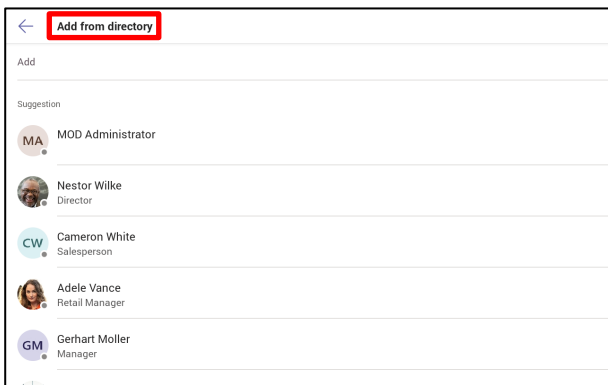 Add from directory
Add
Suggestion
MA
MOD Administrator
Nestor Wilke
Director
CW
Cameron White
Salesperson
Adele Vance
Retail Manager
GM
Gerhart Moller
Manager